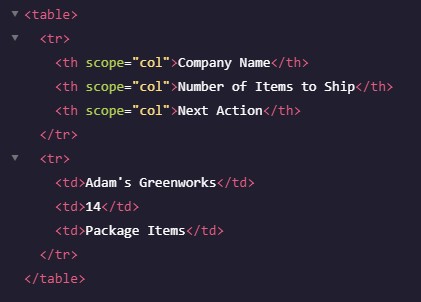 <table>
<tr>
<th scope="col">Company Name</th>
<th scope="col">Number of Items to Ship</th>
<th scope="col">Next Action</th>
</tr>
<tr>
<td>Adam's Greenworks</td>
<td>14</td>
<td>Package Items</td>
</tr>
</table>